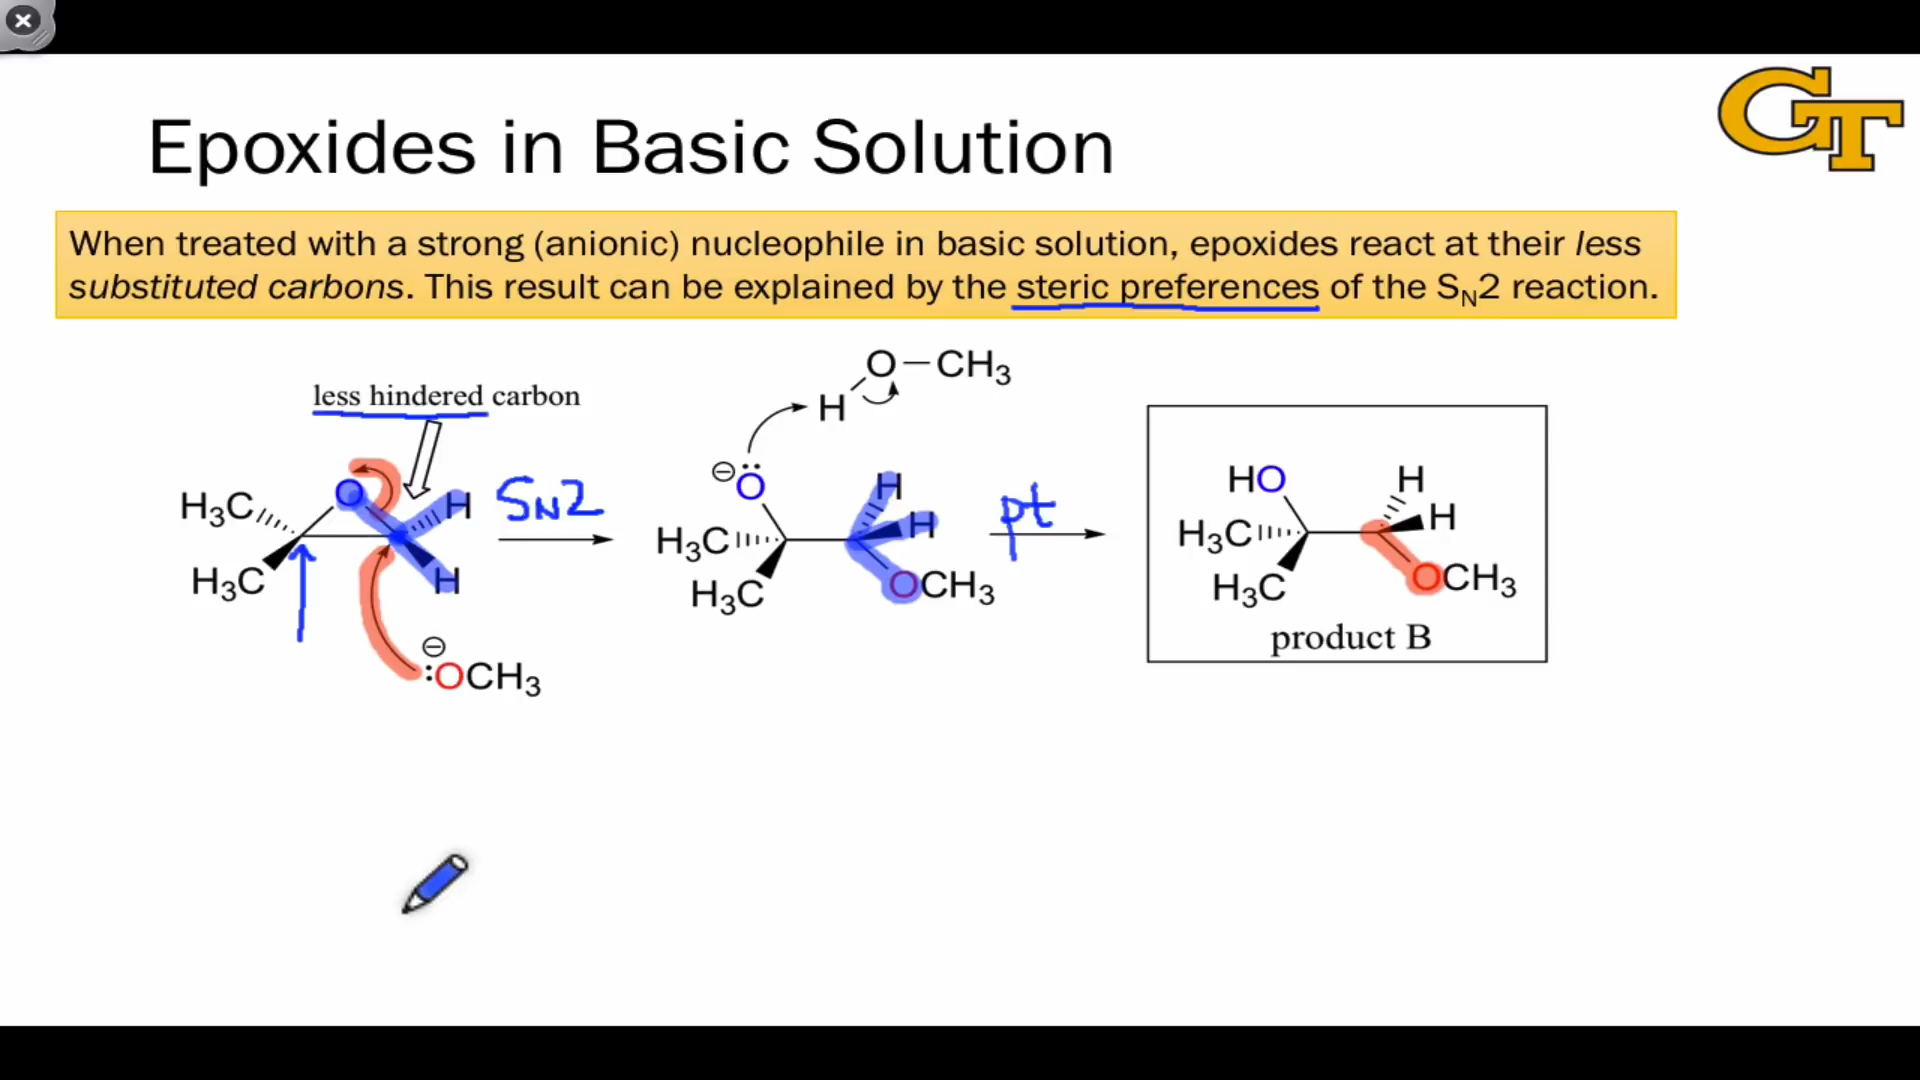 GT
Epoxides in Basic Solution
When treated with a strong (anionic) nucleophile in basic solution, epoxides react at their less
substituted carbons. This result can be explained by the steric preferences of the SN2 reaction.
less hindered carbon
O
H3C
H
H3C
H
⊖
:OCH3
SN2
O–CH3
H
⊖
O
H
H3C
H
H3C
OCH3
pt
HO
H
H3C
H
H3C
OCH3
product B